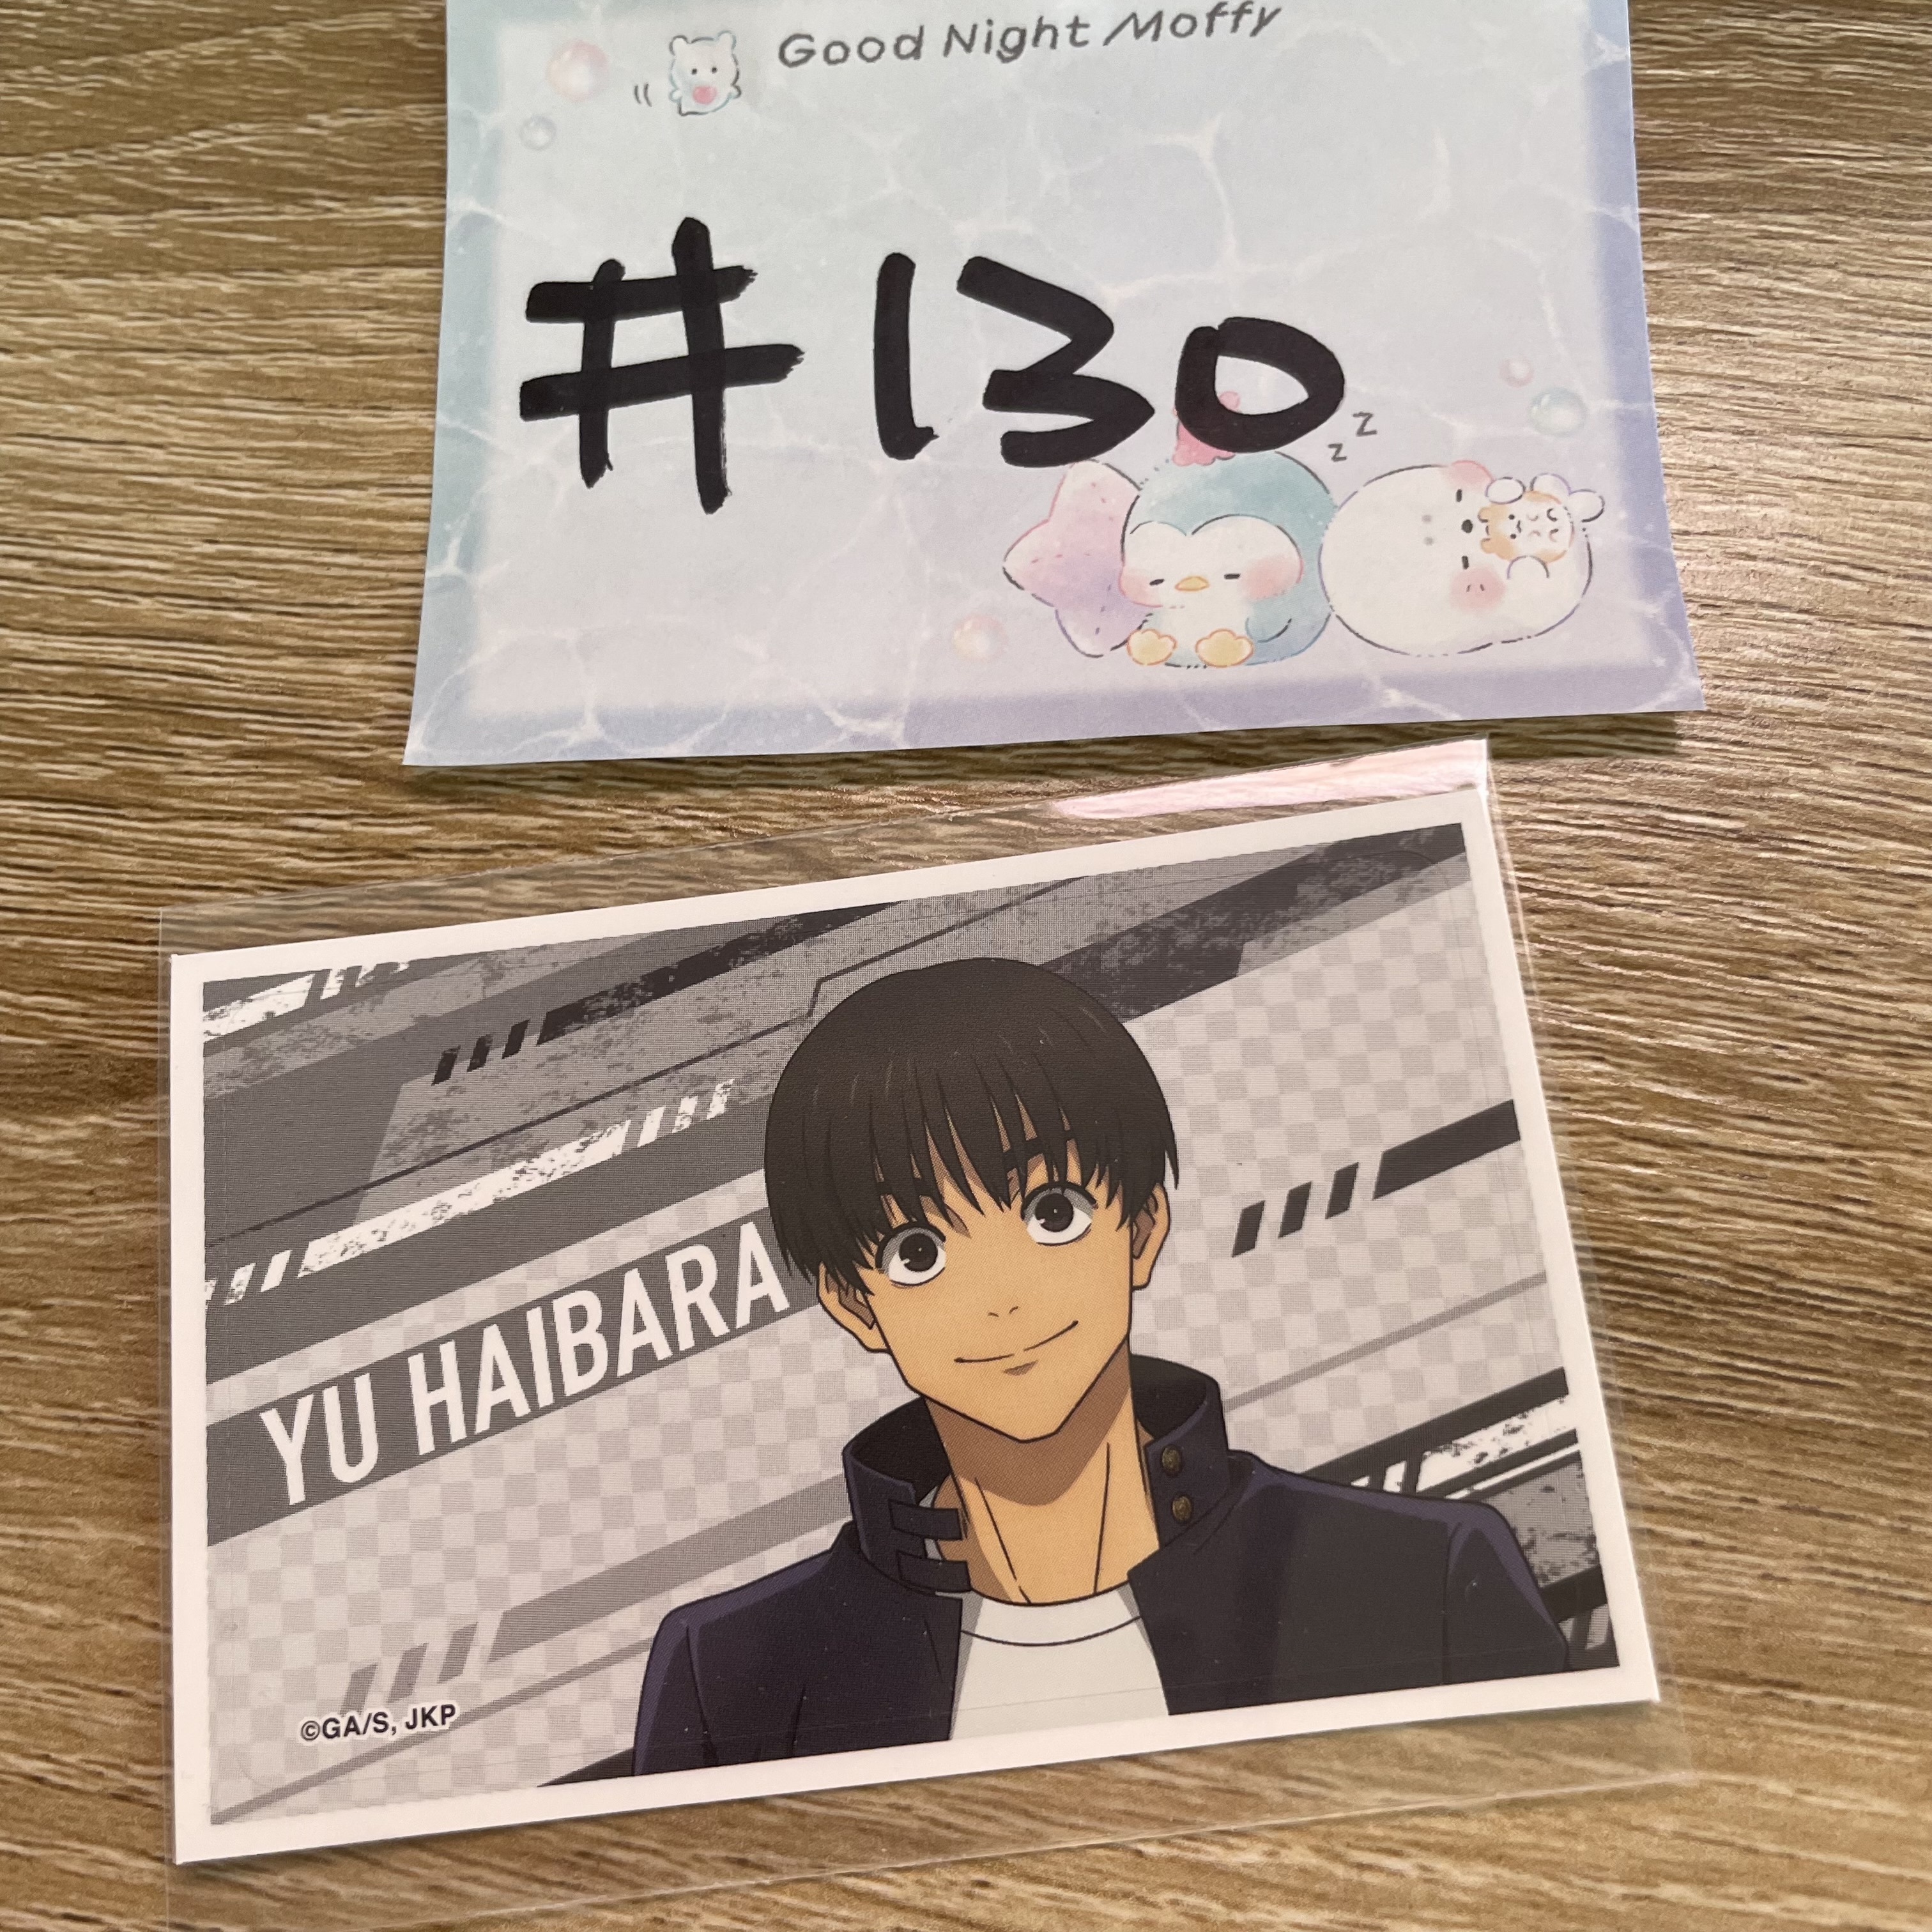 Good Night Moffy
#130
z z
YU HAIBARA
©GA/S, JKP